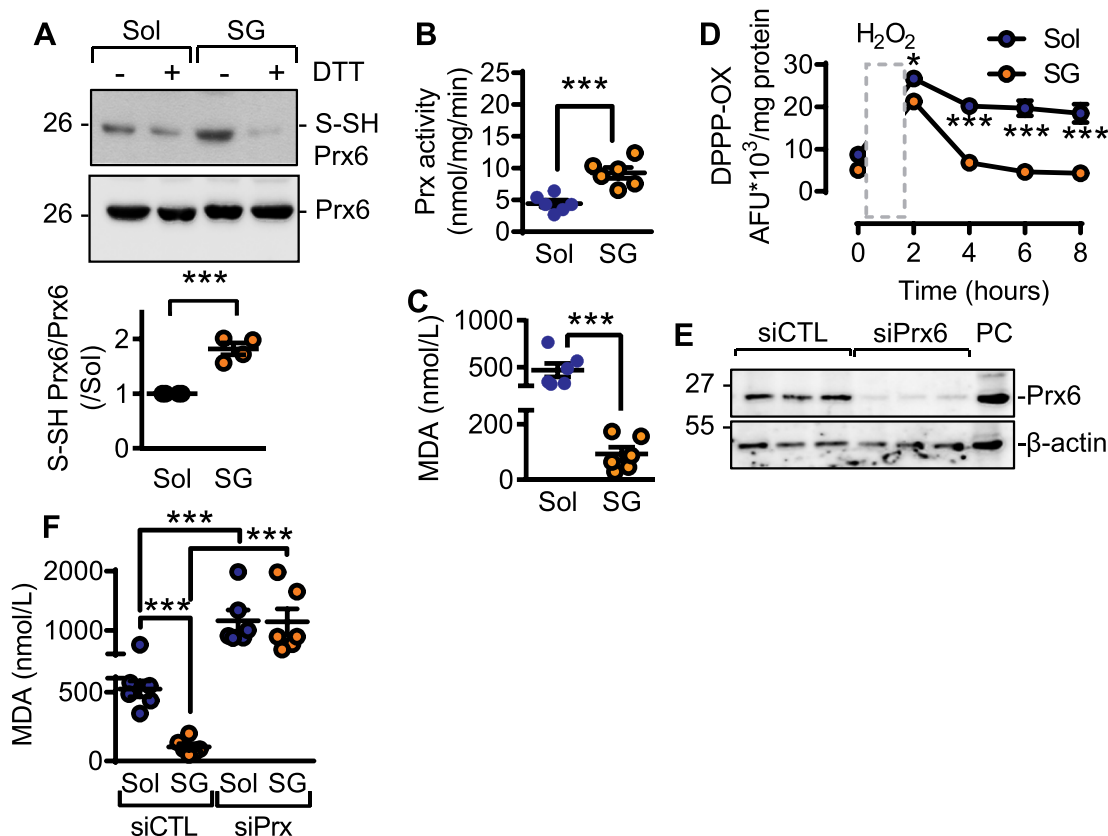 A
Sol SG
- + - + DTT
26 - - S-SH
Prx6
26 - - Prx6
***
S-SH Prx6/Prx6
(/Sol)
2
1
0
Sol SG
B
Prx activity
(nmol/mg/min)
25
20
15
10
5
0
***
Sol SG
C
MDA (nmol/L)
1000
500
200
0
***
Sol SG
D
H2O2
Sol
SG
DPPP-OX
AFU*10³/mg protein
30
20
10
0
*
*** *** ***
0 2 4 6 8
Time (hours)
E
siCTL siPrx6 PC
27
-Prx6
55
-β-actin
F
MDA (nmol/L)
2000
1000
500
0
***
***
***
Sol SG Sol SG
siCTL siPrx